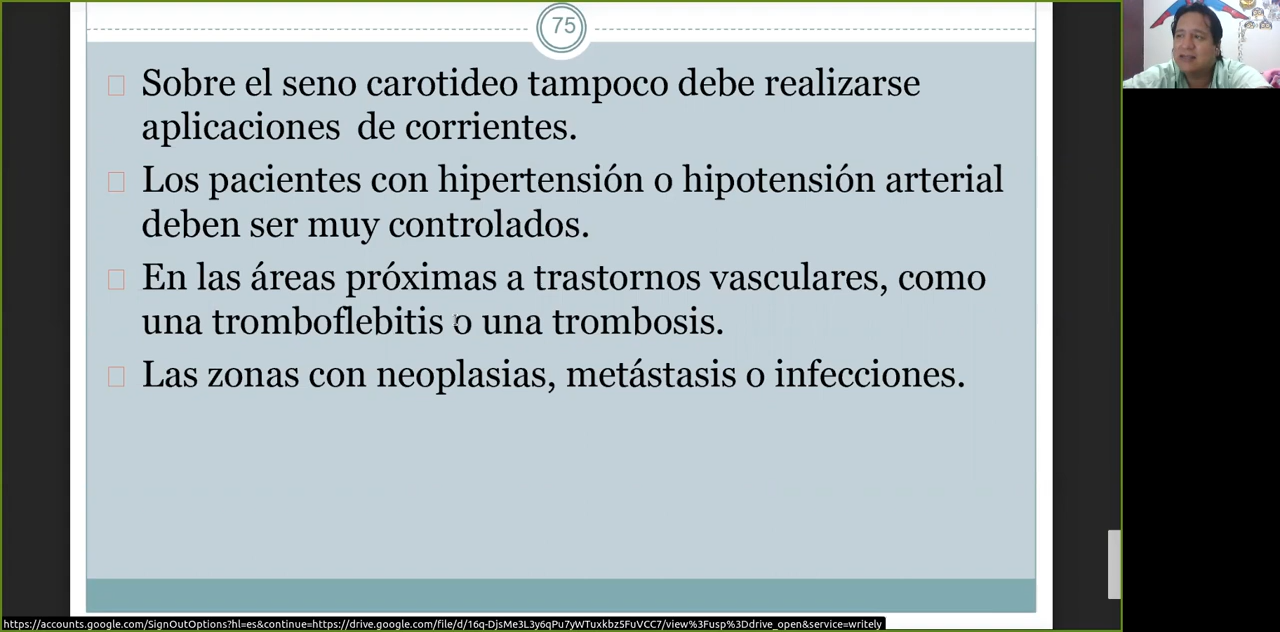 75
Sobre el seno carotideo tampoco debe realizarse
aplicaciones de corrientes.
Los pacientes con hipertensión o hipotensión arterial
deben ser muy controlados.
En las áreas próximas a trastornos vasculares, como
una tromboflebitis o una trombosis.
Las zonas con neoplasias, metástasis o infecciones.
https://accounts.google.com/SignOutOptions?hl=es&continue=https://drive.google.com/file/d/16q-DjsMe3L3y6qPu7yWTuxkbzSFuVCC7/view%3Fusp%3Ddrive_open&service=writely